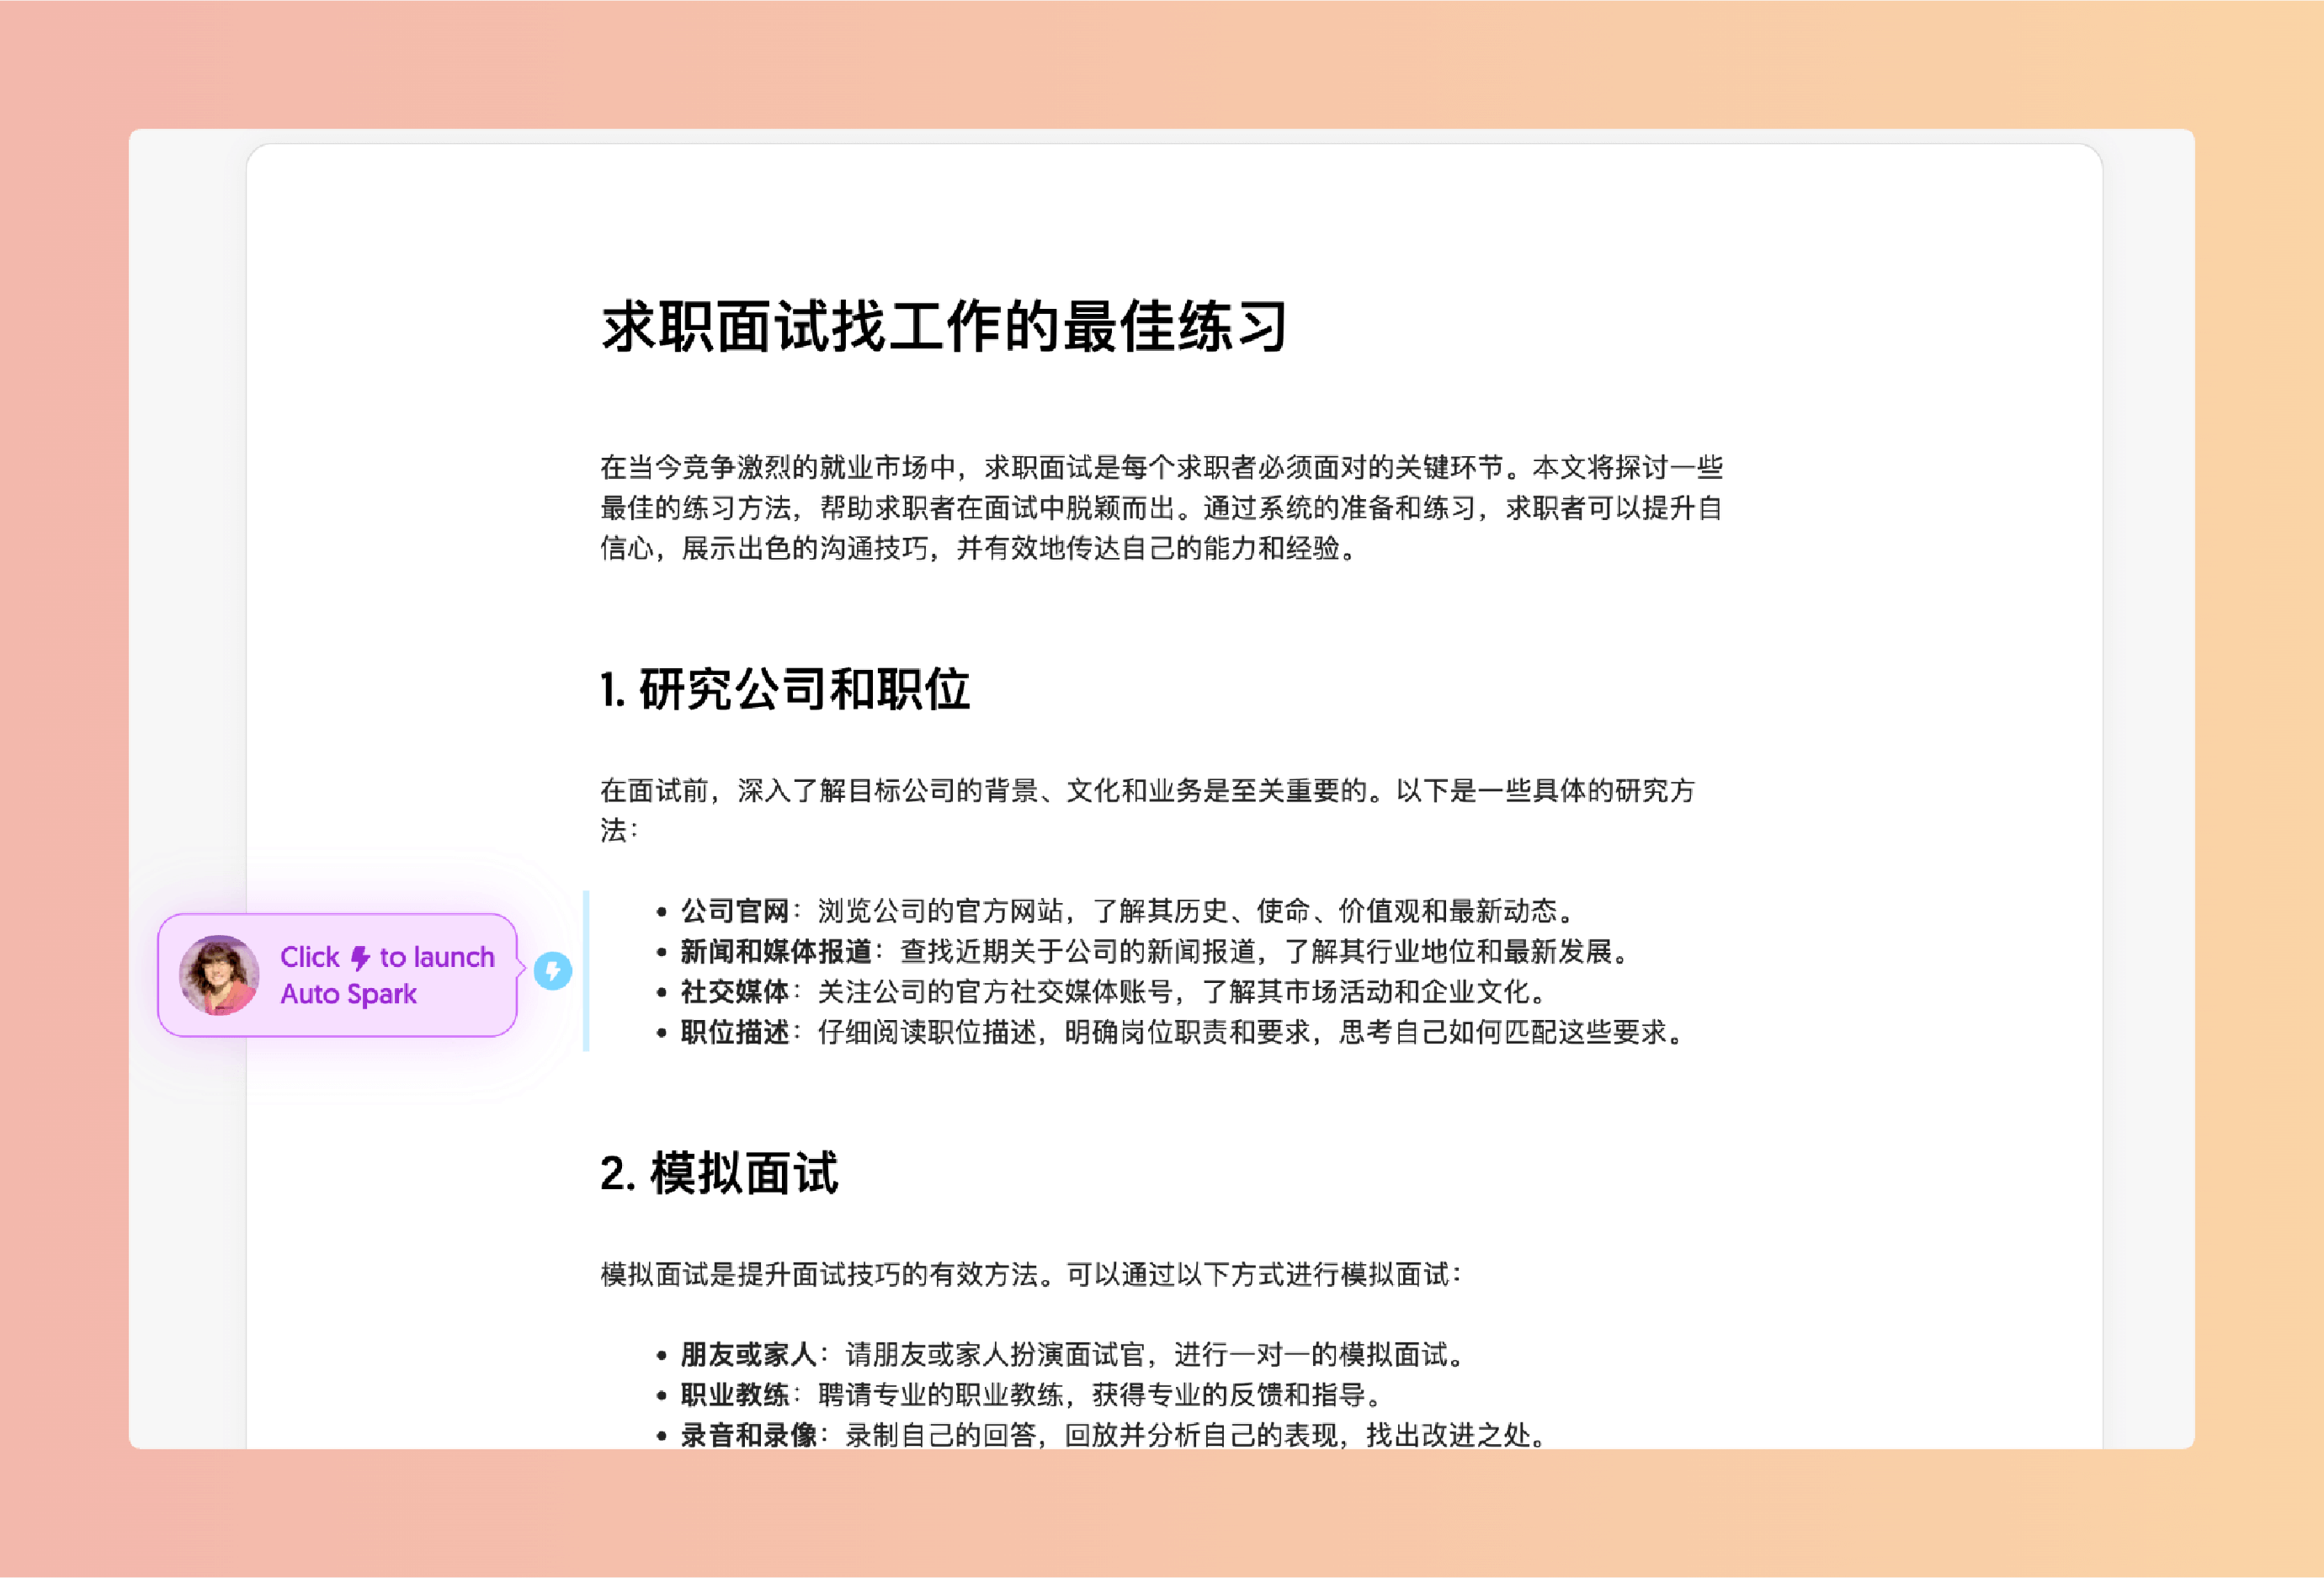 求职面试找工作的最佳练习
在当今竞争激烈的就业市场中，求职面试是每个求职者必须面对的关键环节。本文将探讨一些
最佳的练习方法，帮助求职者在面试中脱颖而出。通过系统的准备和练习，求职者可以提升自
信心，展示出色的沟通技巧，并有效地传达自己的能力和经验。
1. 研究公司和职位
在面试前，深入了解目标公司的背景、文化和业务是至关重要的。以下是一些具体的研究方
法：
• 公司官网：浏览公司的官方网站，了解其历史、使命、价值观和最新动态。
• 新闻和媒体报道：查找近期关于公司的新闻报道，了解其行业地位和最新发展。
• 社交媒体：关注公司的官方社交媒体账号，了解其市场活动和企业文化。
• 职位描述：仔细阅读职位描述，明确岗位职责和要求，思考自己如何匹配这些要求。
Click ⚡ to launch
Auto Spark
2. 模拟面试
模拟面试是提升面试技巧的有效方法。可以通过以下方式进行模拟面试：
• 朋友或家人：请朋友或家人扮演面试官，进行一对一的模拟面试。
• 职业教练：聘请专业的职业教练，获得专业的反馈和指导。
• 录音和录像：录制自己的回答，回放并分析自己的表现，找出改进之处。